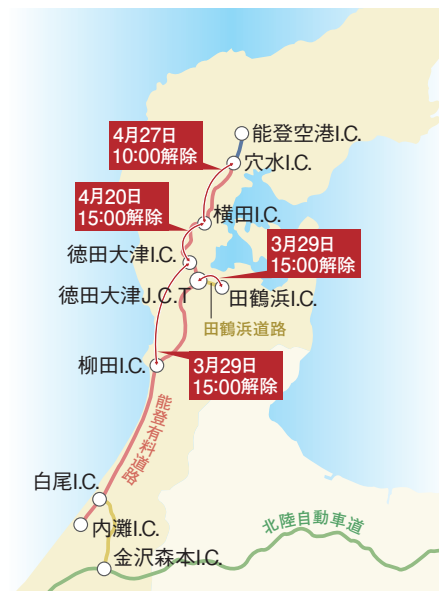 能登空港I.C.
4月27日
10:00解除
穴水I.C.
4月20日
15:00解除
横田I.C.
3月29日
15:00解除
徳田大津I.C.
徳田大津J.C.T
田鶴浜I.C.
田鶴浜道路
柳田I.C.
3月29日
15:00解除
能登有料道路
白尾I.C.
内灘I.C.
北陸自動車道
金沢森本I.C.